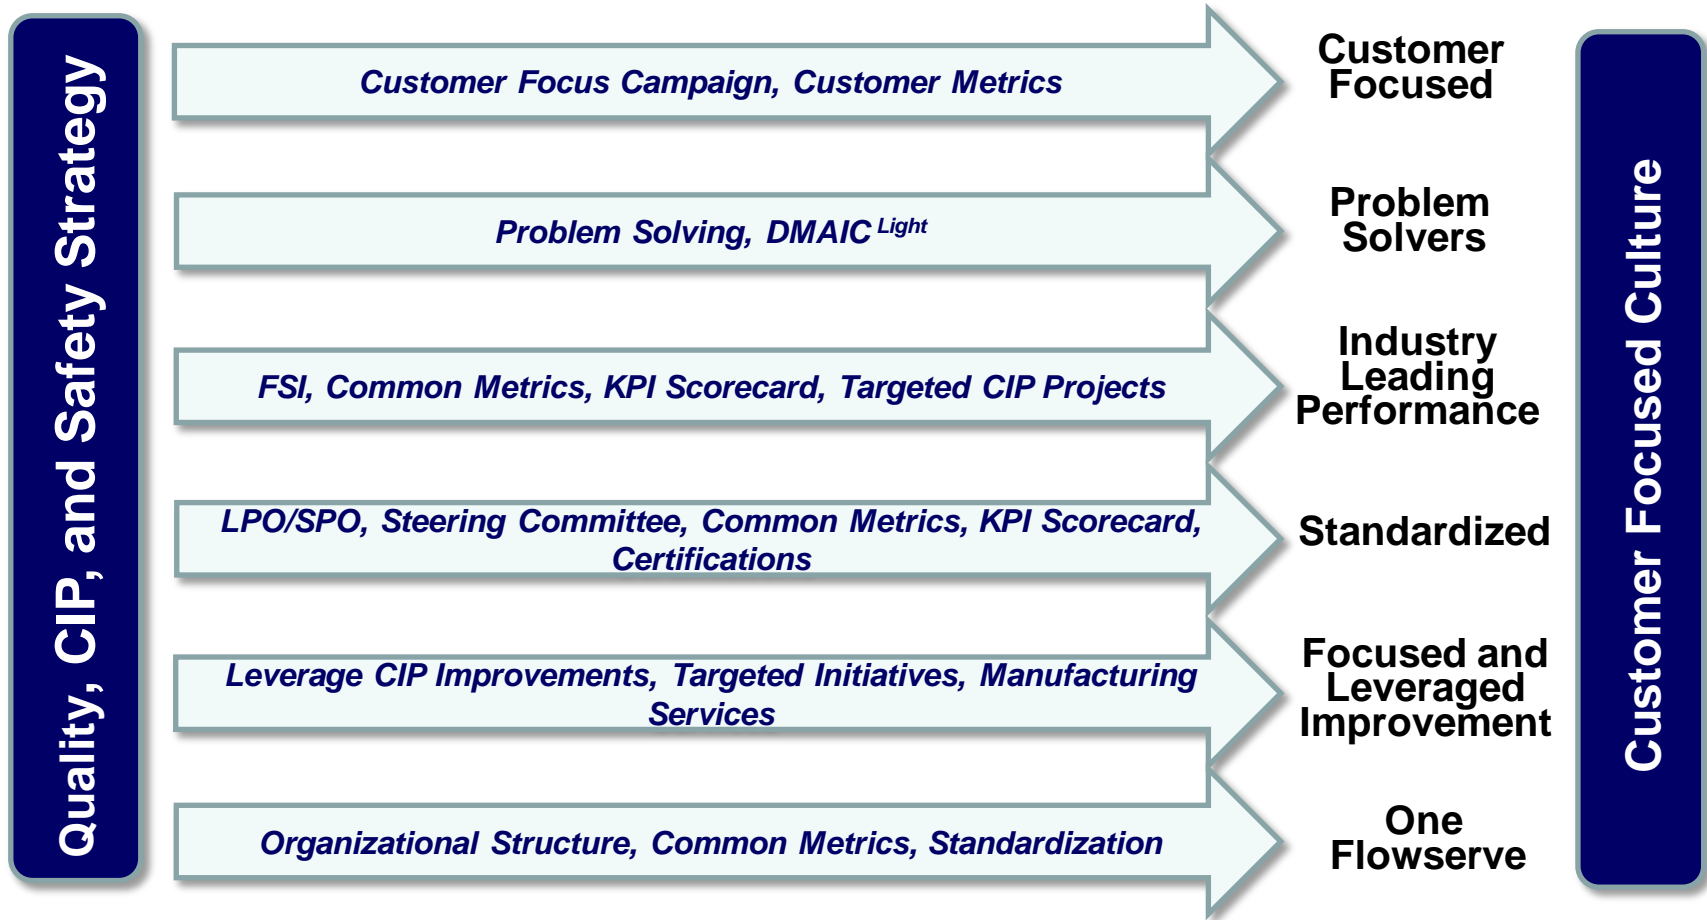 Quality, CIP, and Safety Strategy
Customer Focus Campaign, Customer Metrics
Customer
Focused
Problem Solving, DMAIC Light
Problem
Solvers
FSI, Common Metrics, KPI Scorecard, Targeted CIP Projects
Industry
Leading
Performance
LPO/SPO, Steering Committee, Common Metrics, KPI Scorecard,
Certifications
Standardized
Leverage CIP Improvements, Targeted Initiatives, Manufacturing
Services
Focused and
Leveraged
Improvement
Organizational Structure, Common Metrics, Standardization
One
Flowserve
Customer Focused Culture